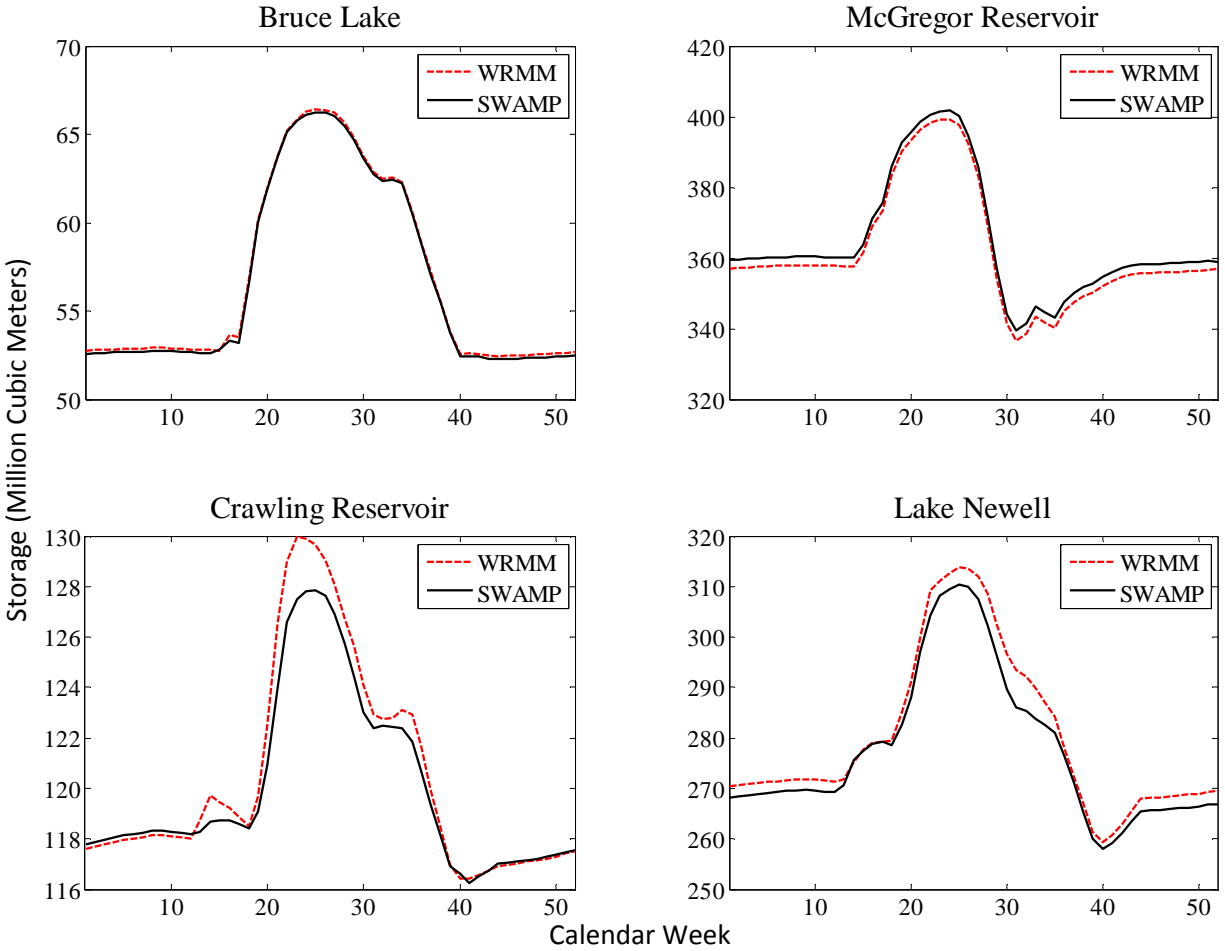 Bruce Lake
70
65
60
55
50
10 20 30 40 50
WRMM
SWAMP
McGregor Reservoir
420
400
380
360
340
320
10 20 30 40 50
WRMM
SWAMP
Storage (Million Cubic Meters)
Crawling Reservoir
130
128
126
124
122
120
118
116
10 20 30 40 50
WRMM
SWAMP
Lake Newell
320
310
300
290
280
270
260
250
10 20 30 40 50
WRMM
SWAMP
Calendar Week